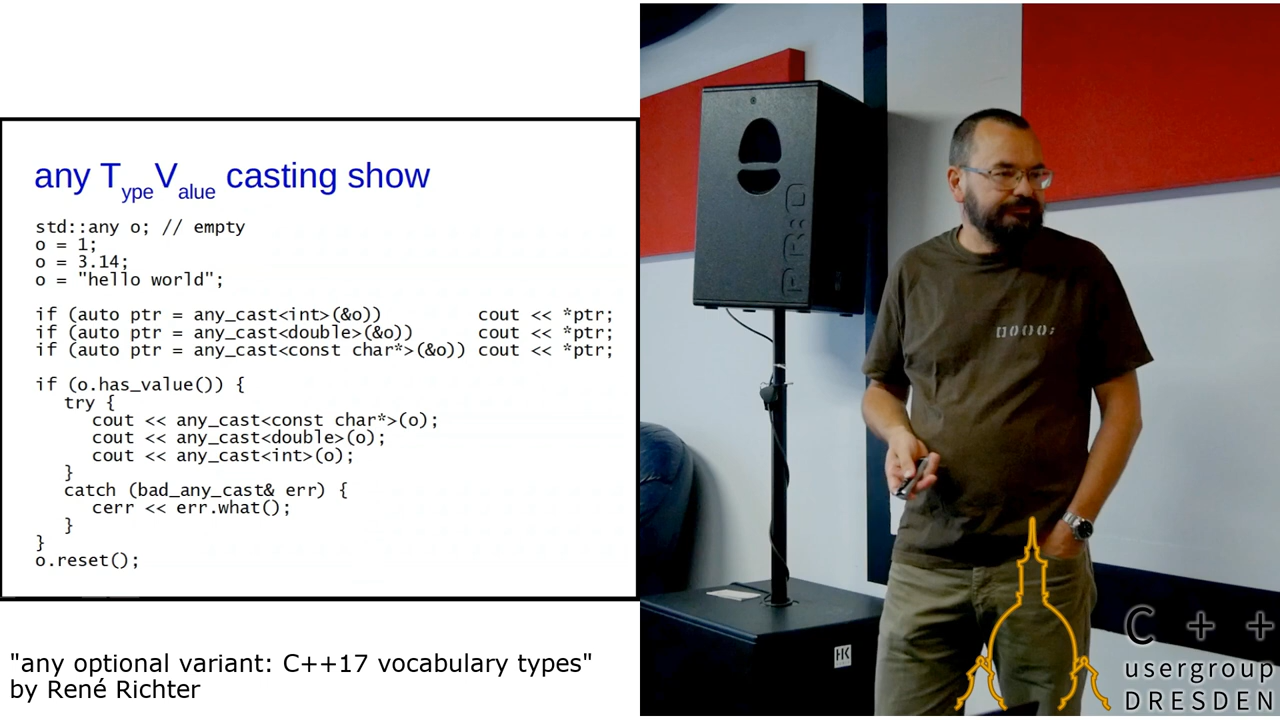 any TypeValue casting show
std::any o; // empty
o = 1;
o = 3.14;
o = "hello world";
if (auto ptr = any_cast<int>(&o)) cout << *ptr;
if (auto ptr = any_cast<double>(&o)) cout << *ptr;
if (auto ptr = any_cast<const char*>(&o)) cout << *ptr;
if (o.has_value()) {
try {
cout << any_cast<const char*>(o);
cout << any_cast<double>(o);
cout << any_cast<int>(o);
}
catch (bad_any_cast& err) {
cerr << err.what();
}
}
o.reset();
"any optional variant: C++17 vocabulary types"
by René Richter
PR:O
[](){}();
HK
C + +
usergroup
DRESDEN